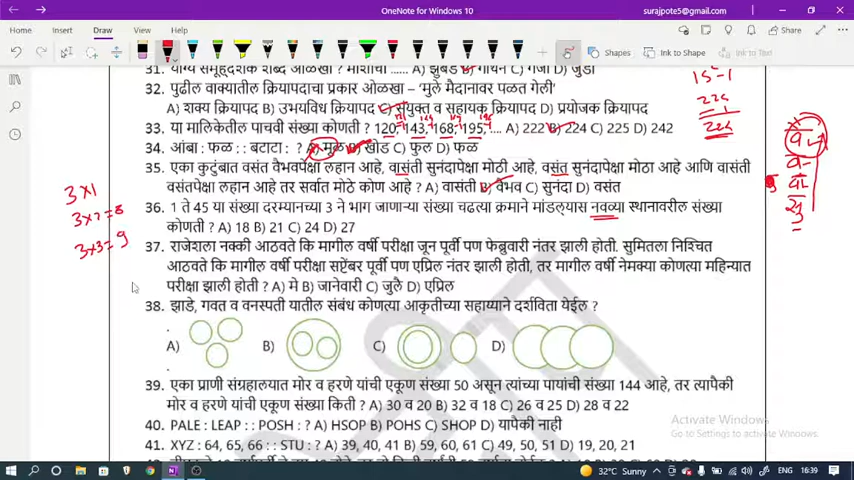 OneNote for Windows 10
surajpote5@gmail.com
Home Insert Draw View Help
Share
Shapes Ink to Shape Ink to Text
31. योग्य समूहदर्शक शब्द ओळखा ? माशांचा ..... A) झुबड B) गायन C) गंजी D) जुडी
32. पुढील वाक्यातील क्रियापदाचा प्रकार ओळखा – ‘मुले मैदानावर पळत गेली’
A) शक्य क्रियापद B) उभयविध क्रियापद C) संयुक्त व सहायक क्रियापद D) प्रयोजक क्रियापद
33. या मालिकेतील पाचवी संख्या कोणती ? 120, 143, 168, 195, .... A) 222 B) 224 C) 225 D) 242
34. आंबा : फळ : : बटाटा : ? A) मूळ B) खोड C) फुल D) फळ
35. एका कुटुंबात वसंत वैभवपेक्षा लहान आहे, वासंती सुनंदापेक्षा मोठी आहे, वसंत सुनंदापेक्षा मोठा आहे आणि वासंती
वसंतपेक्षा लहान आहे तर सर्वात मोठे कोण आहे ? A) वासंती B) वैभव C) सुनंदा D) वसंत
36. 1 ते 45 या संख्या दरम्यानच्या 3 ने भाग जाणाऱ्या संख्या चढत्या क्रमाने मांडल्यास नवव्या स्थानावरील संख्या
कोणती ? A) 18 B) 21 C) 24 D) 27
3×1
3×2=6
3×3=9
37. राजेशला नक्की आठवते कि मागील वर्षी परीक्षा जून पूर्वी पण फेब्रुवारी नंतर झाली होती. सुमितला निश्चित
आठवते कि मागील वर्षी परीक्षा सप्टेंबर पूर्वी पण एप्रिल नंतर झाली होती, तर मागील वर्षी नेमक्या कोणत्या महिन्यात
परीक्षा झाली होती ? A) मे B) जानेवारी C) जुलै D) एप्रिल
38. झाडे, गवत व वनस्पती यातील संबंध कोणत्या आकृतीच्या सहाय्याने दर्शविता येईल ?
A) B) C) D)
39. एका प्राणी संग्रहालयात मोर व हरणे यांची एकूण संख्या 50 असून त्यांच्या पायांची संख्या 144 आहे, तर त्यापैकी
मोर व हरणे यांची एकूण संख्या किती ? A) 30 व 20 B) 32 व 18 C) 26 व 25 D) 28 व 22
40. PALE : LEAP : : POSH : ? A) HSOP B) POHS C) SHOP D) यापैकी नाही
41. XYZ : 64, 65, 66 : : STU : ? A) 39, 40, 41 B) 59, 60, 61 C) 49, 50, 51 D) 19, 20, 21
Activate Windows
Go to Settings to activate Windows.
32°C Sunny ENG 16:39